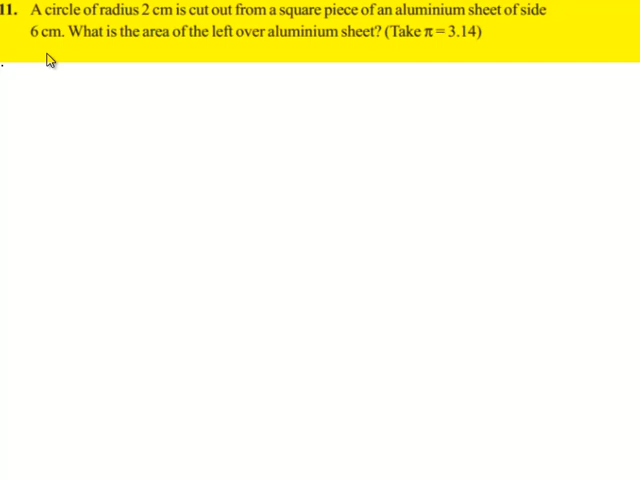 11. A circle of radius 2 cm is cut out from a square piece of an aluminium sheet of side
6 cm. What is the area of the left over aluminium sheet? (Take π = 3.14)